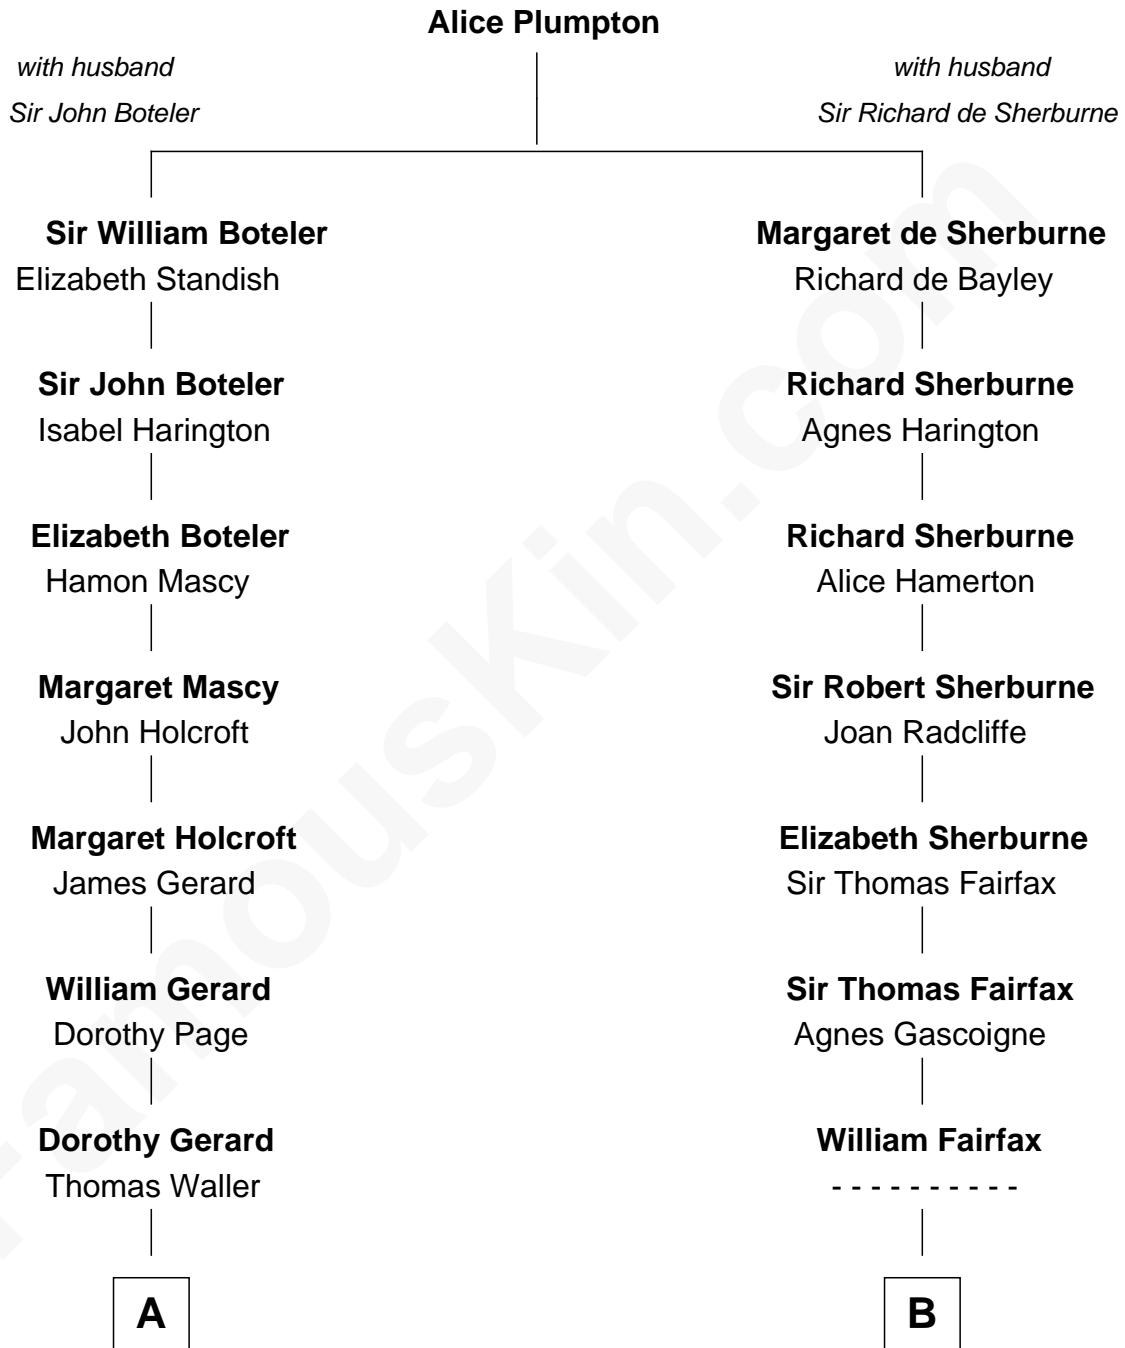 Alice Plumpton
with husband
Sir John Boteler
with husband
Sir Richard de Sherburne
Sir William Boteler
Elizabeth Standish
Margaret de Sherburne
Richard de Bayley
Sir John Boteler
Isabel Harington
Richard Sherburne
Agnes Harington
Elizabeth Boteler
Hamon Mascy
Richard Sherburne
Alice Hamerton
Margaret Mascy
John Holcroft
Sir Robert Sherburne
Joan Radcliffe
Margaret Holcroft
James Gerard
Elizabeth Sherburne
Sir Thomas Fairfax
William Gerard
Dorothy Page
Sir Thomas Fairfax
Agnes Gascoigne
Dorothy Gerard
Thomas Waller
William Fairfax
- - - - - - - - - -
A
B
FamousKin.com